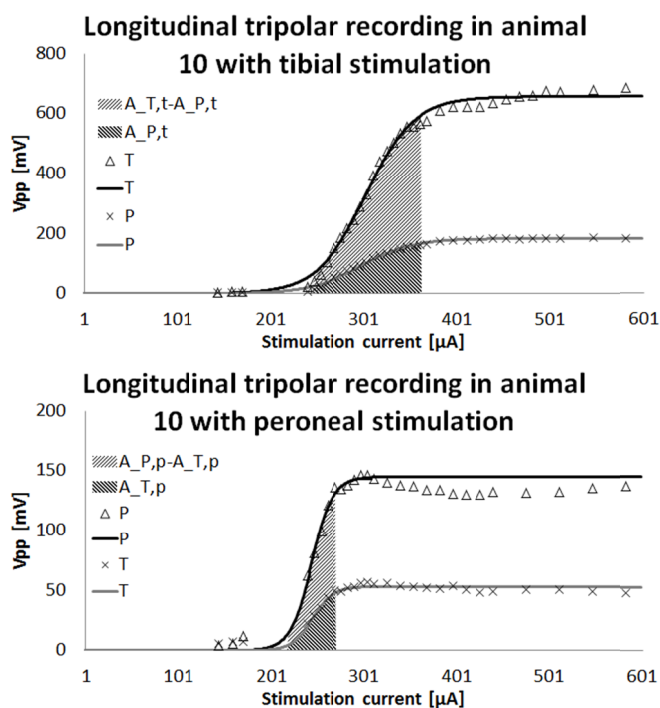 Longitudinal tripolar recording in animal
10 with tibial stimulation
Vpp [mV]
800
600
400
200
0
A_T,t-A_P,t
A_P,t
T
T
P
P
1 101 201 301 401 501 601
Stimulation current [µA]
Longitudinal tripolar recording in animal
10 with peroneal stimulation
Vpp [mV]
200
150
100
50
0
A_P,p-A_T,p
A_T,p
P
P
T
T
1 101 201 301 401 501 601
Stimulation current [µA]